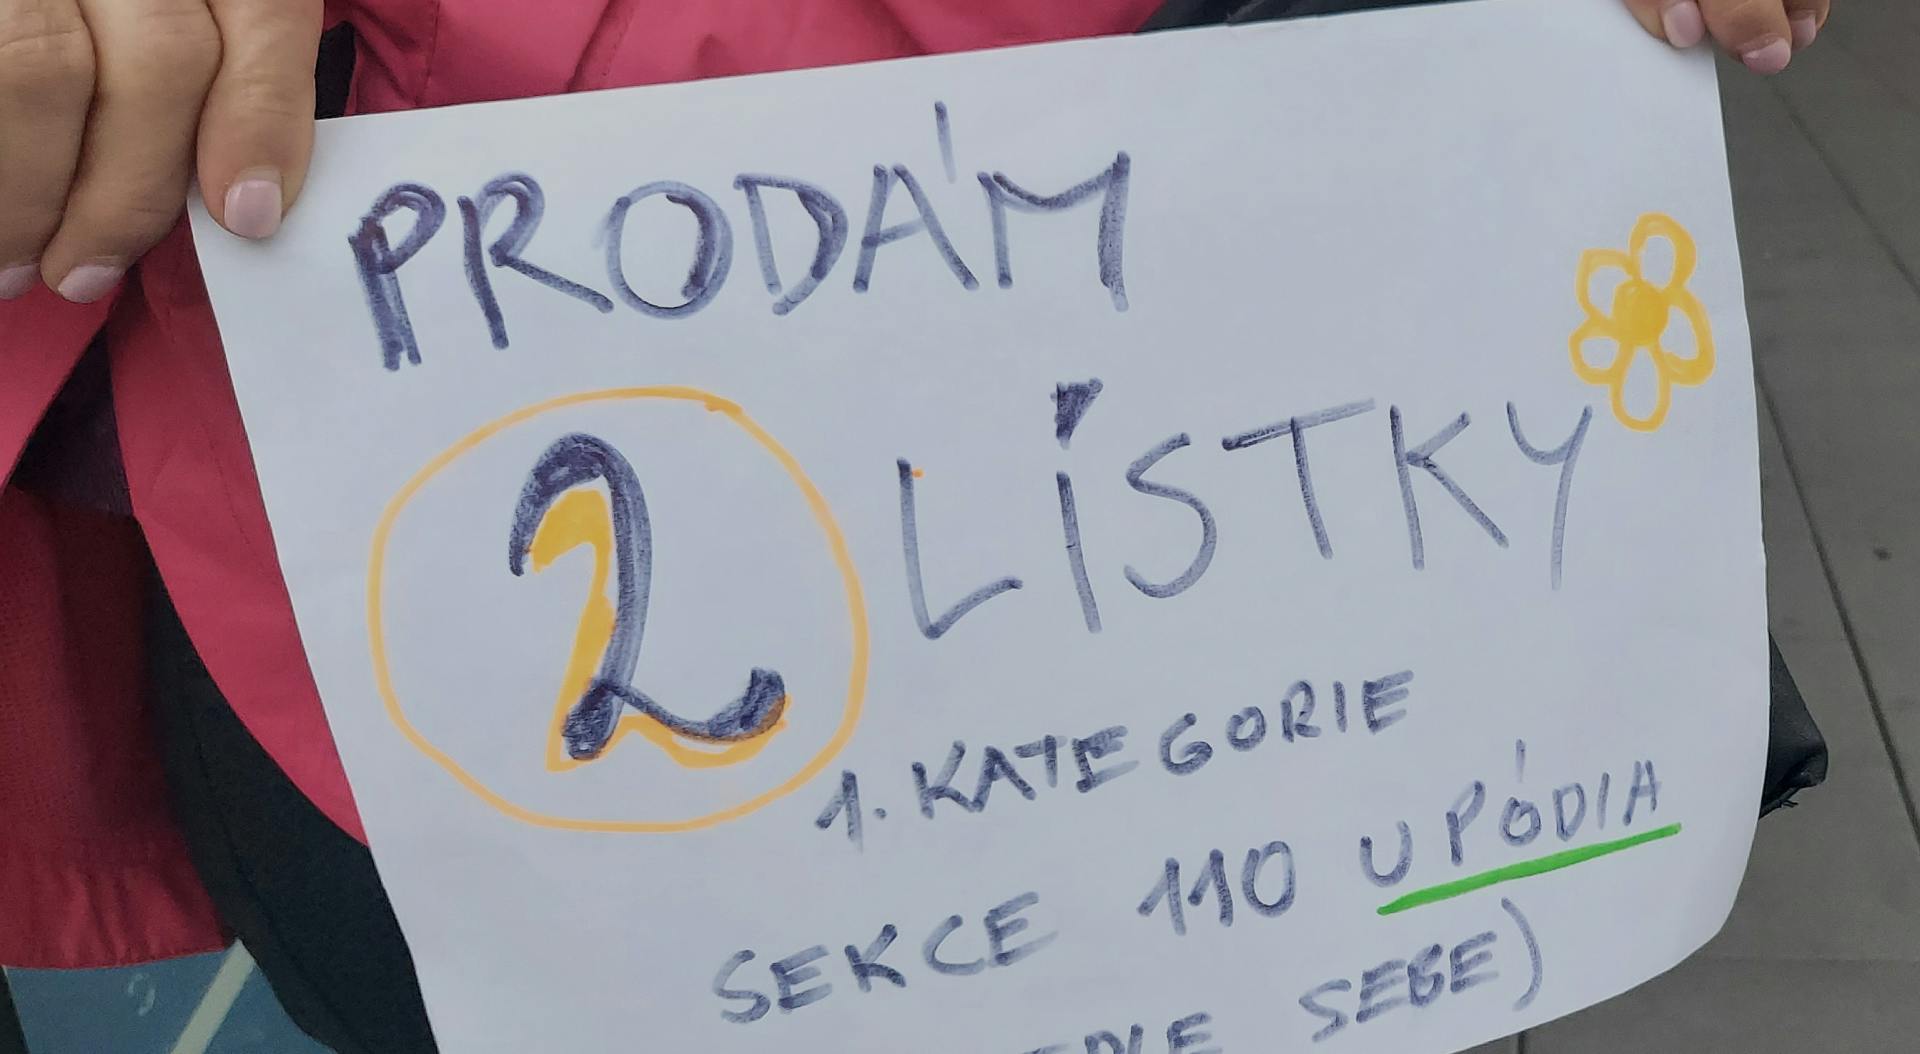 PRODÁM
2 LÍSTKY
1. KATEGORIE
SEKCE 110 U PÓDIA
SEBE)